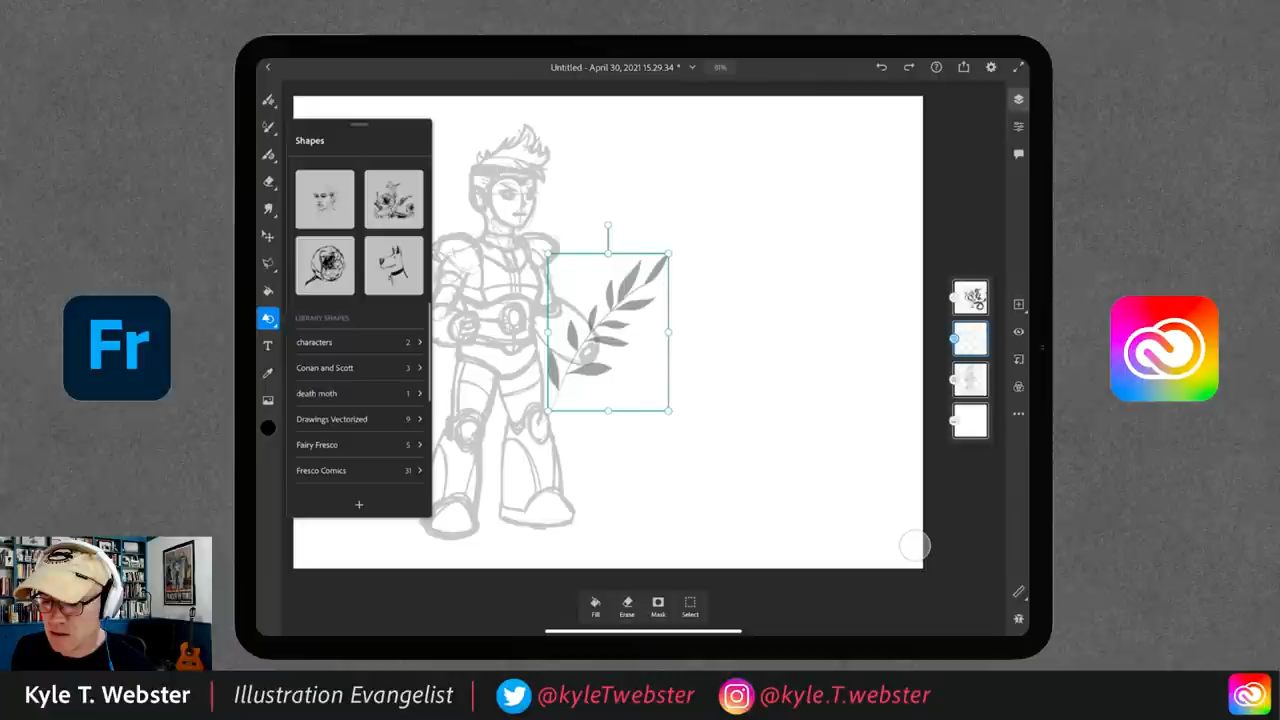 Untitled - April 30, 2021 15.29.34 *
81%
Shapes
LIBRARY SHAPES
characters 2
Conan and Scott 3
death moth 1
Drawings Vectorized 9
Fairy Fresco 5
Fresco Comics 31
T
Fill
Erase
Mask
Select
Fr
Kyle T. Webster | Illustration Evangelist | @kyleTwebster @kyle.T.webster